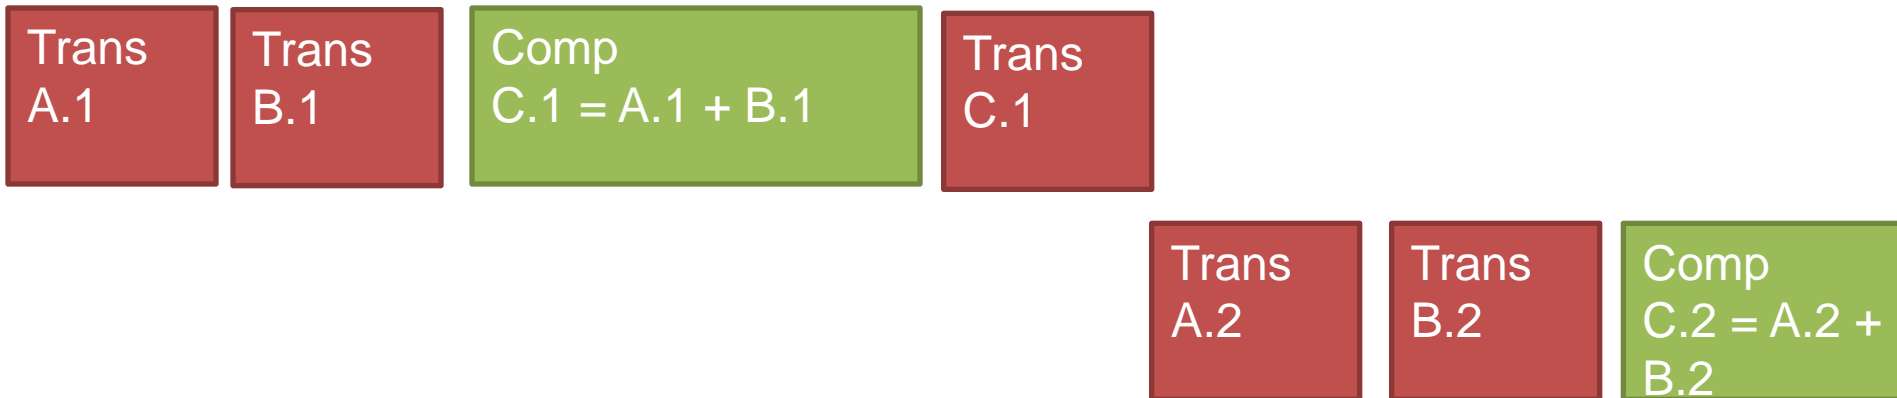 Trans
A.1
Trans
B.1
Comp
C.1 = A.1 + B.1
Trans
C.1
Trans
A.2
Trans
B.2
Comp
C.2 = A.2 +
B.2